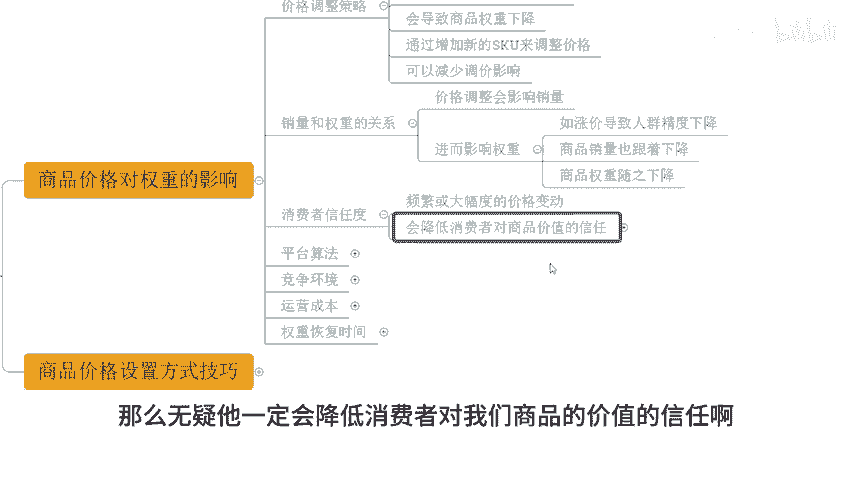 价格调整策略
会导致商品权重下降
通过增加新的SKU来调整价格
可以减少调价影响
价格调整会影响销量
销量和权重的关系
如涨价导致人群精度下降
进而影响权重
商品销量也跟着下降
商品权重随之下降
商品价格对权重的影响
频繁或大幅度的价格变动
消费者信任度
会降低消费者对商品价值的信任
平台算法
竞争环境
运营成本
权重恢复时间
商品价格设置方式技巧
那么无疑他一定会降低消费者对我们商品的价值的信任啊